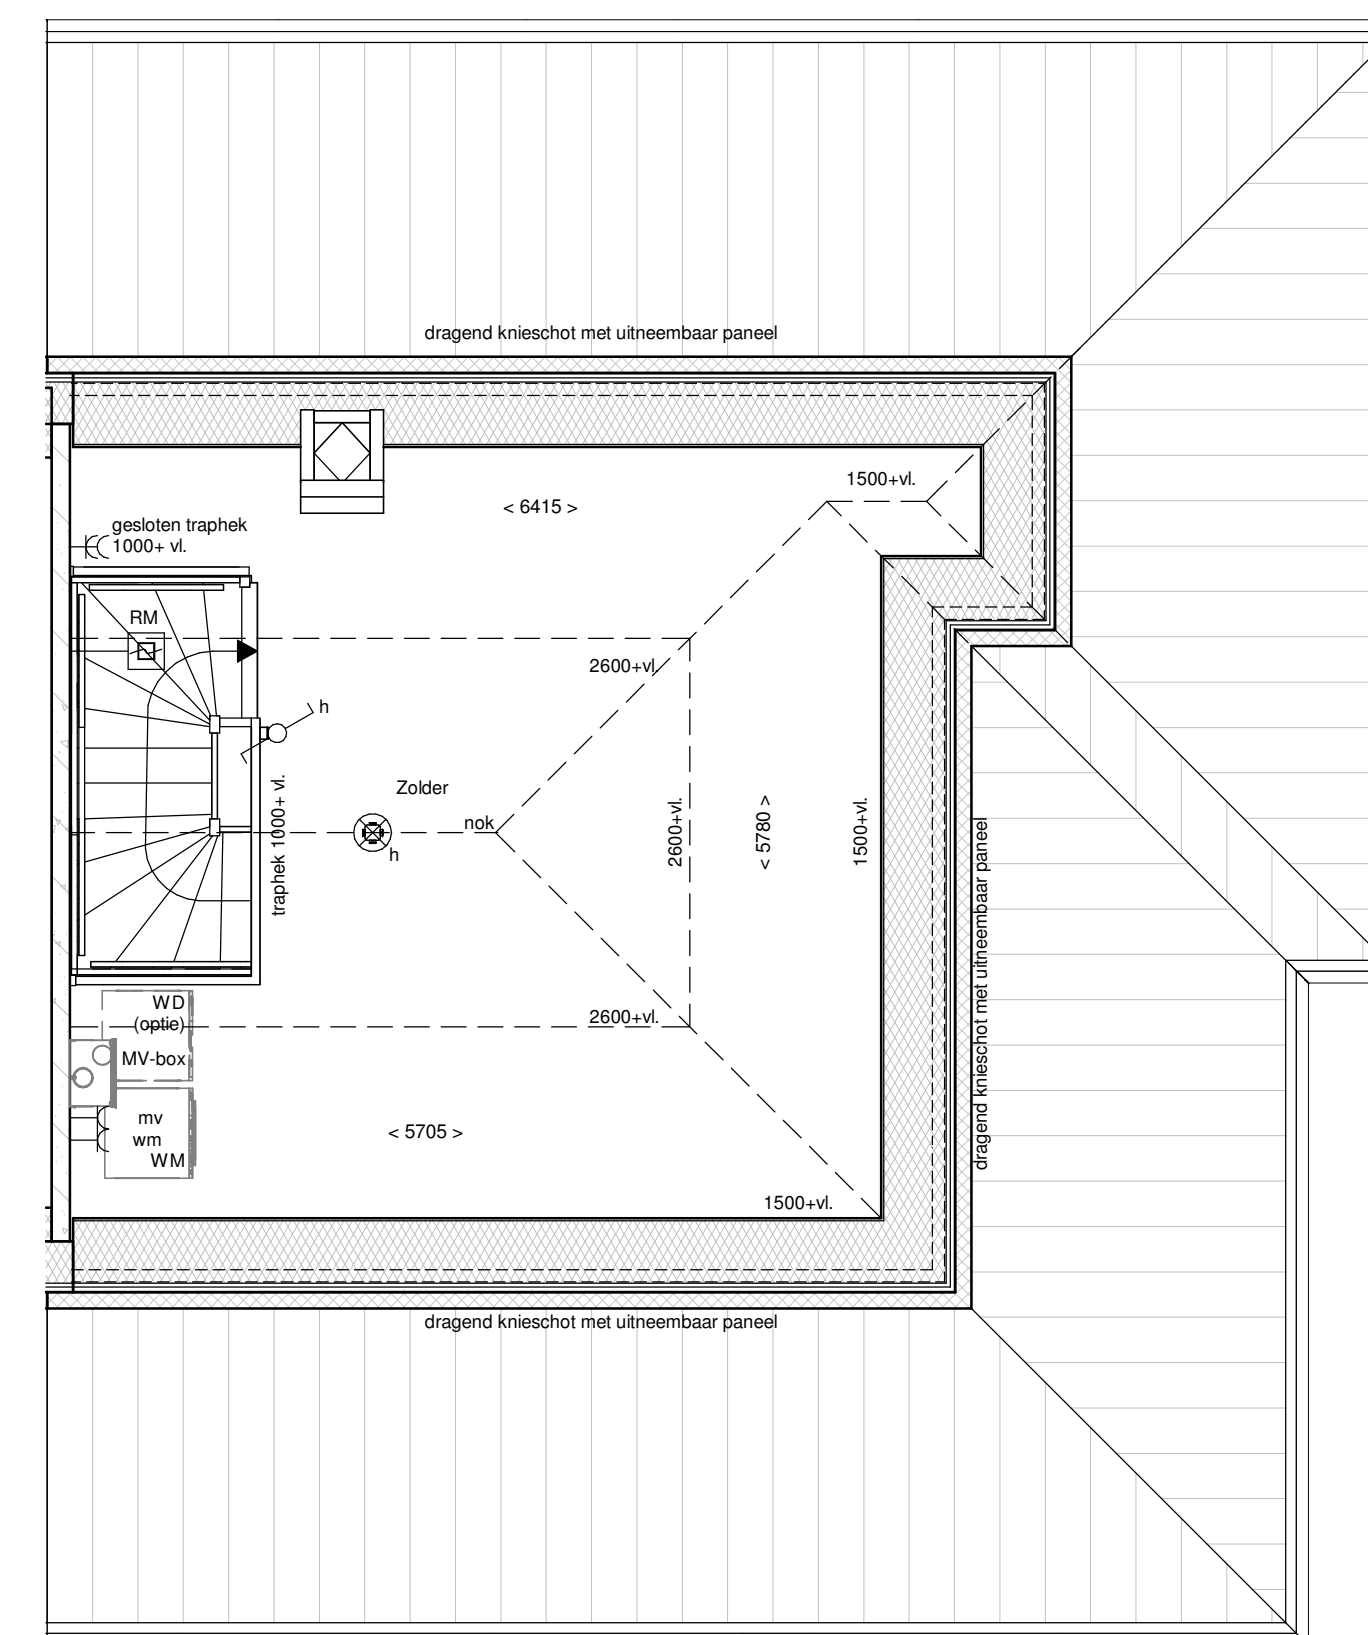 dragend knieschot met uitneembaar paneel
1500+vl.
< 6415 >
gesloten traphek
1000+ vl.
RM
2600+vl.
h
Zolder
nok
h
traphek 1000+ vl.
2600+vl.
< 5780 >
1500+vl.
dragend knieschot met uitneembaar paneel
WD
(optie)
2600+vl.
MV-box
mv
wm
WM
< 5705 >
1500+vl.
dragend knieschot met uitneembaar paneel